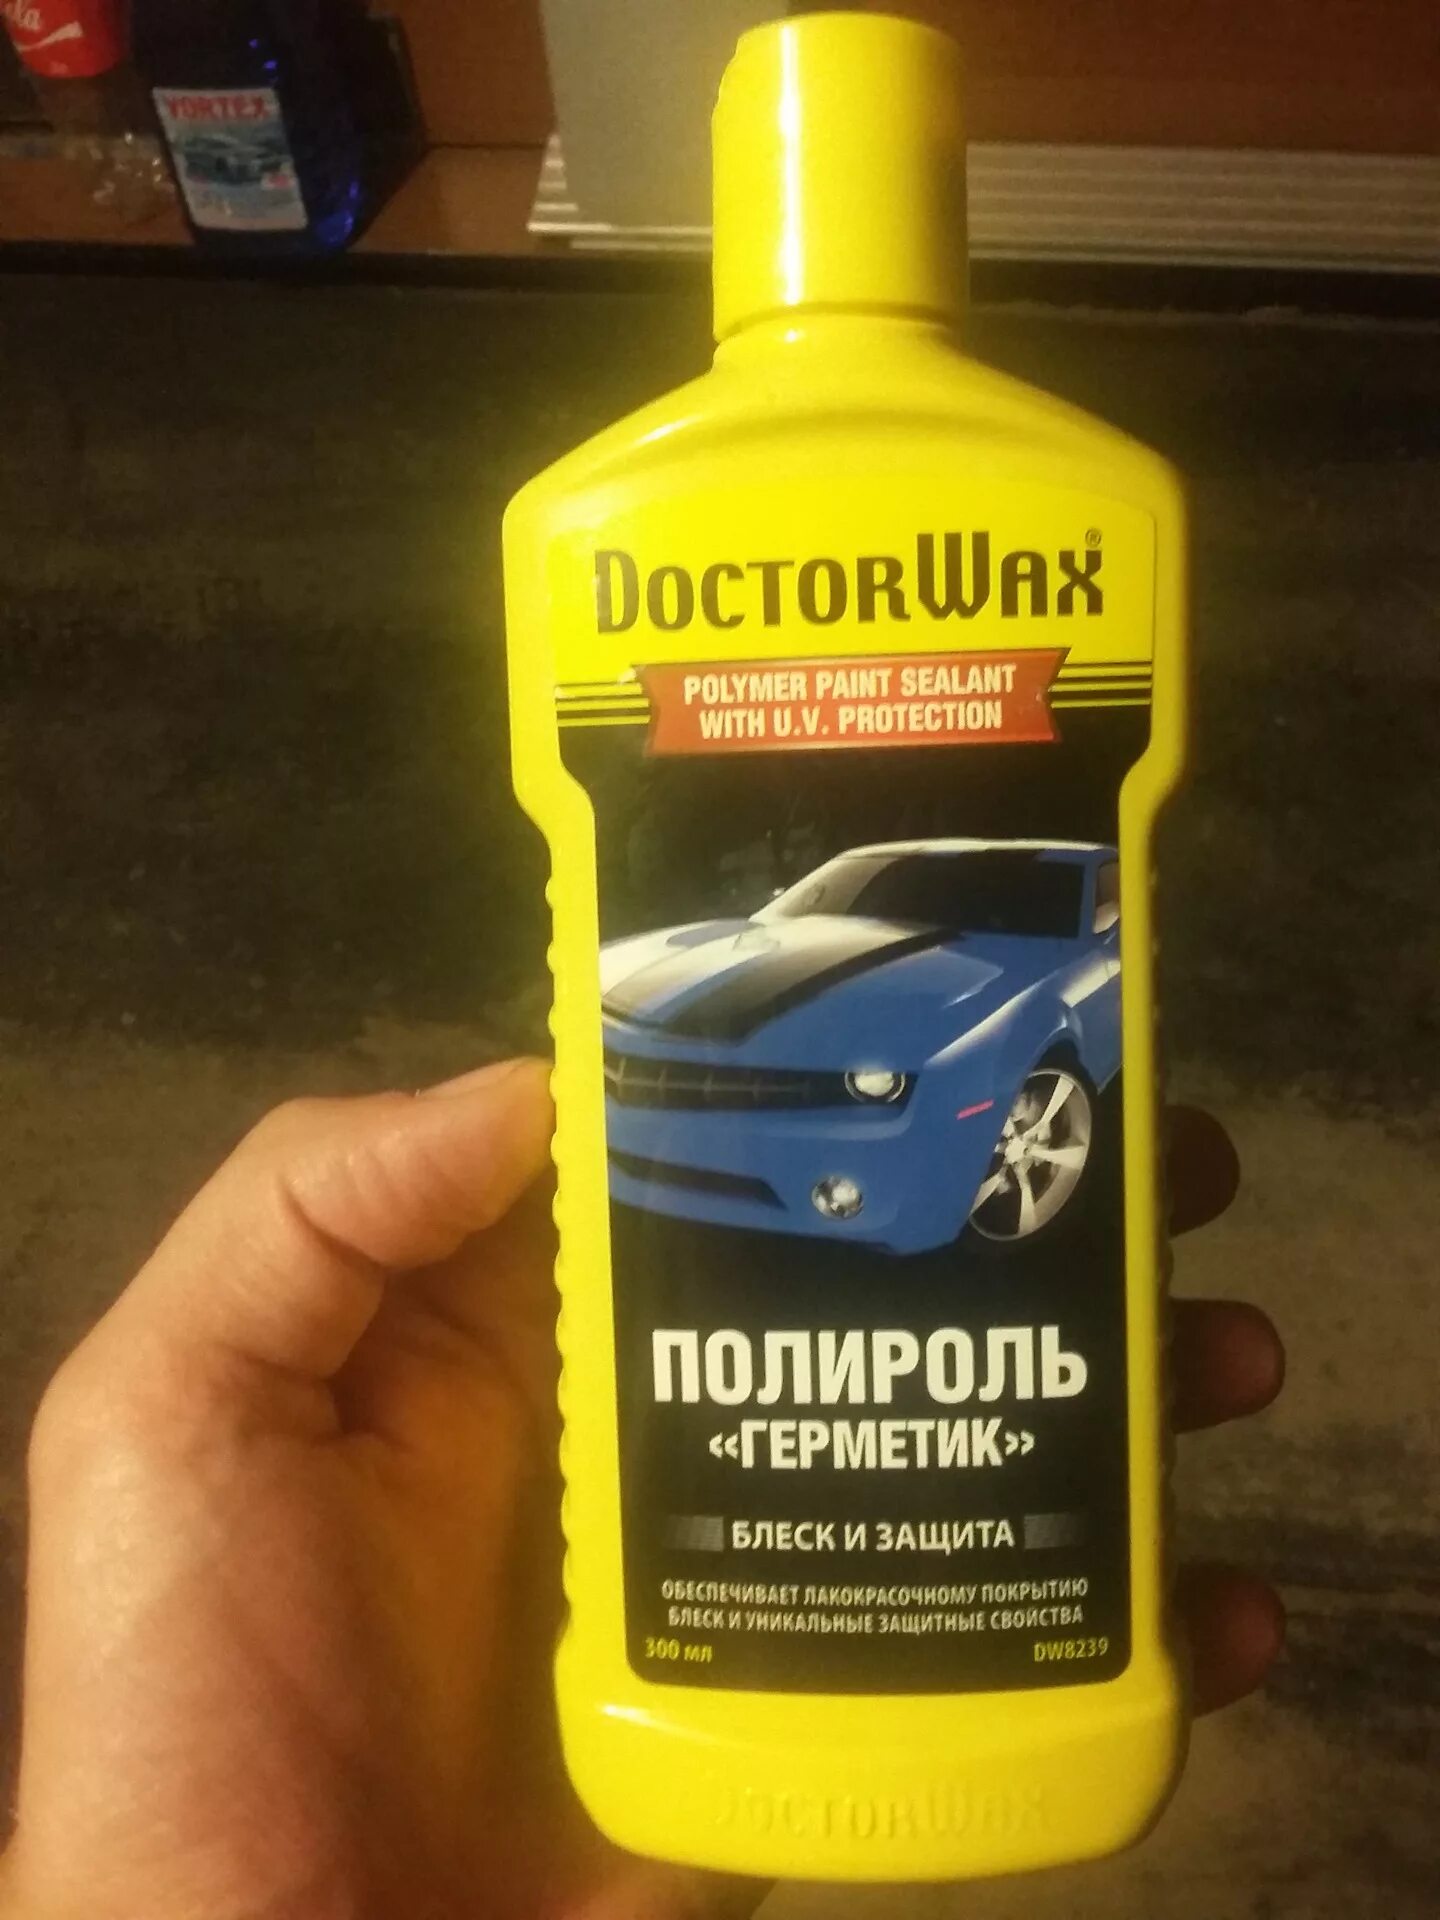 la
VORTEX
DOCTORWAX®
POLYMER PAINT SEALANT
WITH U.V. PROTECTION
ПОЛИРОЛЬ
«ГЕРМЕТИК»
БЛЕСК И ЗАЩИТА
ОБЕСПЕЧИВАЕТ ЛАКОКРАСОЧНОМУ ПОКРЫТИЮ
БЛЕСК И УНИКАЛЬНЫЕ ЗАЩИТНЫЕ СВОЙСТВА
300 мл
DW8239
DOCTORWAX